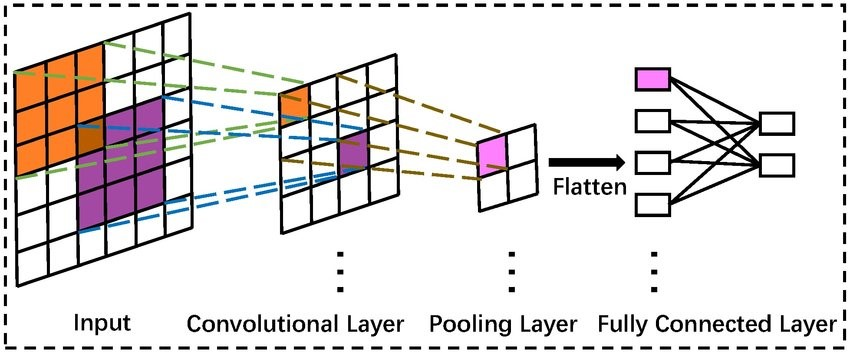 Flatten
Input
Convolutional Layer
Pooling Layer
Fully Connected Layer